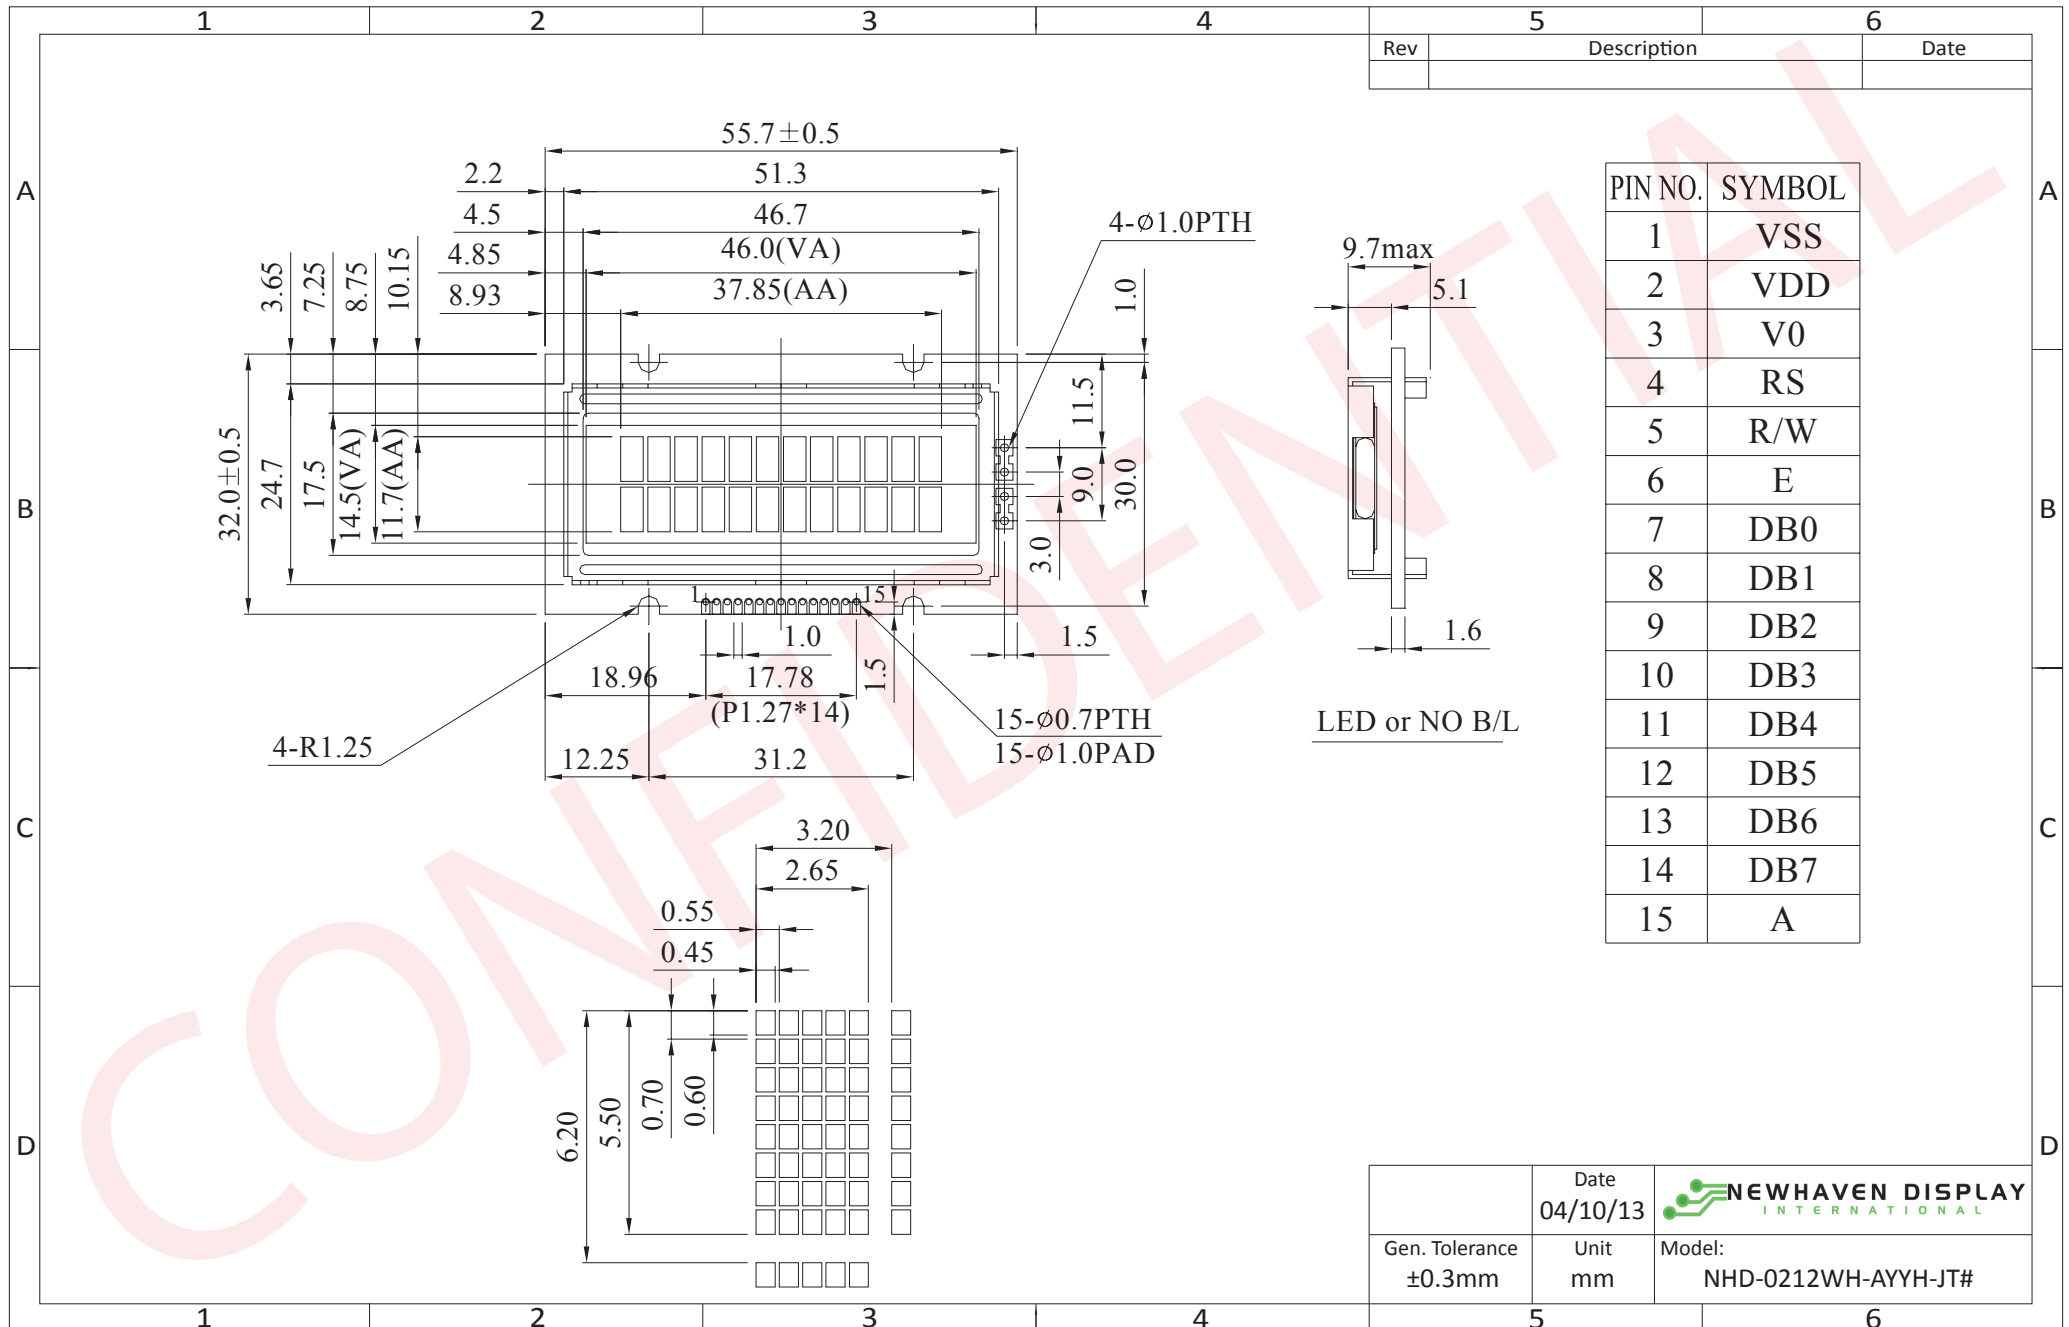 1 2 3 4 5 6
Rev Description Date
A A
B B
C C
D D
55.7±0.5
2.2 51.3
4.5 46.7
4.85 46.0(VA)
8.93 37.85(AA)
3.65 7.25 8.75 10.15
4-ø1.0PTH
1.0
11.5
9.0
30.0
3.0
32.0±0.5
24.7
17.5
14.5(VA)
11.7(AA)
1 15
1.0
1.5
1.5
18.96 17.78
(P1.27*14)
15-ø0.7PTH
15-ø1.0PAD
4-R1.25
12.25 31.2
9.7max
5.1
1.6
LED or NO B/L
PIN NO. SYMBOL
1 VSS
2 VDD
3 V0
4 RS
5 R/W
6 E
7 DB0
8 DB1
9 DB2
10 DB3
11 DB4
12 DB5
13 DB6
14 DB7
15 A
3.20
2.65
0.55
0.45
6.20
5.50
0.70
0.60
CONFIDENTIAL
Date
04/10/13
NEWHAVEN DISPLAY
INTERNATIONAL
Gen. Tolerance
±0.3mm
Unit
mm
Model:
NHD-0212WH-AYYH-JT#
1 2 3 4 5 6